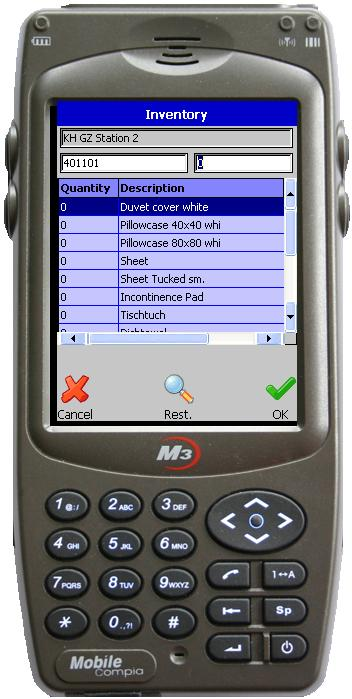 Inventory
KH GZ Station 2
401101 0
Quantity Description
0 Duvet cover white
0 Pillowcase 40x40 whi
0 Pillowcase 80x80 whi
0 Sheet
0 Sheet Tucked sm.
0 Incontinence Pad
0 Tischtuch
Cancel Rest. OK
M3
1 @:/ 2 ABC 3 DEF
4 GHI 5 JKL 6 MNO
1↔A
7 PQRS 8 TUV 9 WXYZ
Sp
* 0 .,?! #
Mobile
Compia